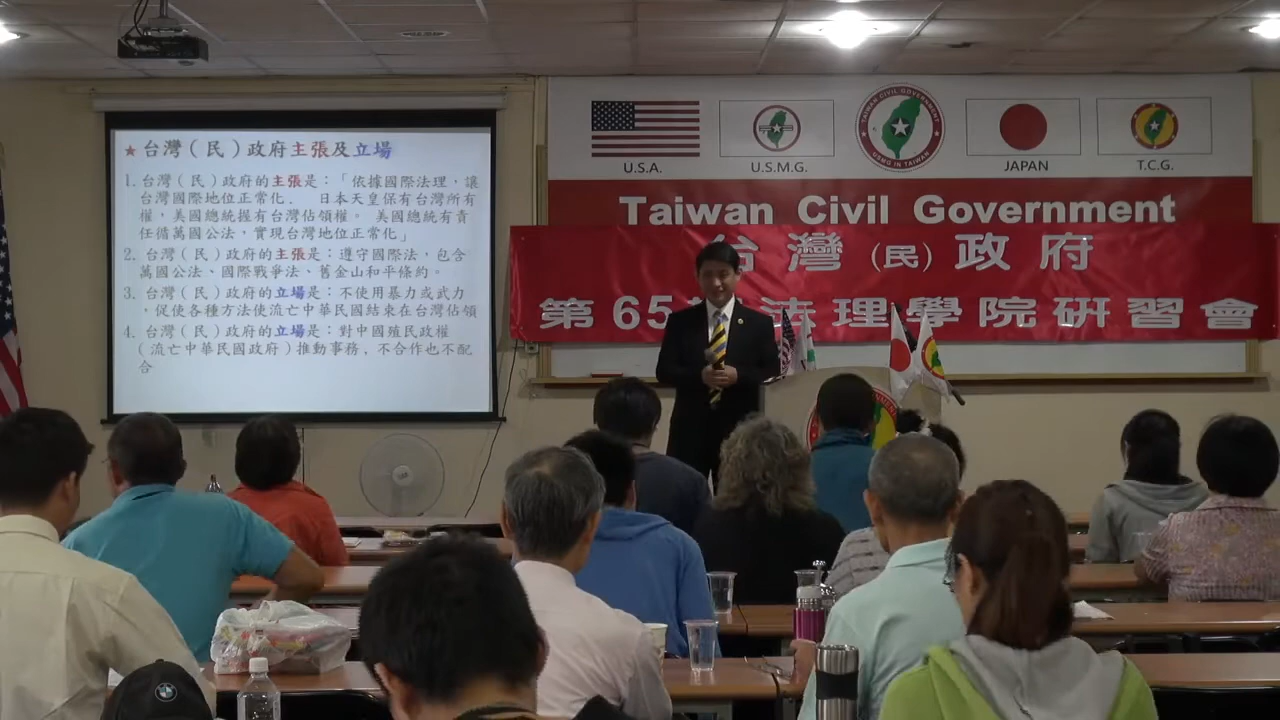 ★ 台灣（民）政府主張及立場
1. 台灣（民）政府的主張是：「依據國際法理，讓
台灣國際地位正常化． 日本天皇保有台灣所有
權，美國總統握有台灣佔領權。 美國總統有責
任循萬國公法，實現台灣地位正常化」
2. 台灣（民）政府的主張是：遵守國際法，包含
萬國公法、國際戰爭法、舊金山和平條約。
3. 台灣（民）政府的立場是：不使用暴力或武力
，促使各種方法使流亡中華民國結束在台灣佔領
4. 台灣（民）政府的立場是：對中國殖民政權
（流亡中華民國政府）推動事務，不合作也不配
合
U.S.A.
U.S.M.G.
TAIWAN CIVIL GOVERNMENT
USMG IN TAIWAN
JAPAN
T.C.G.
Taiwan Civil Government
台灣（民）政府
第65 法理學院研習會
BMW